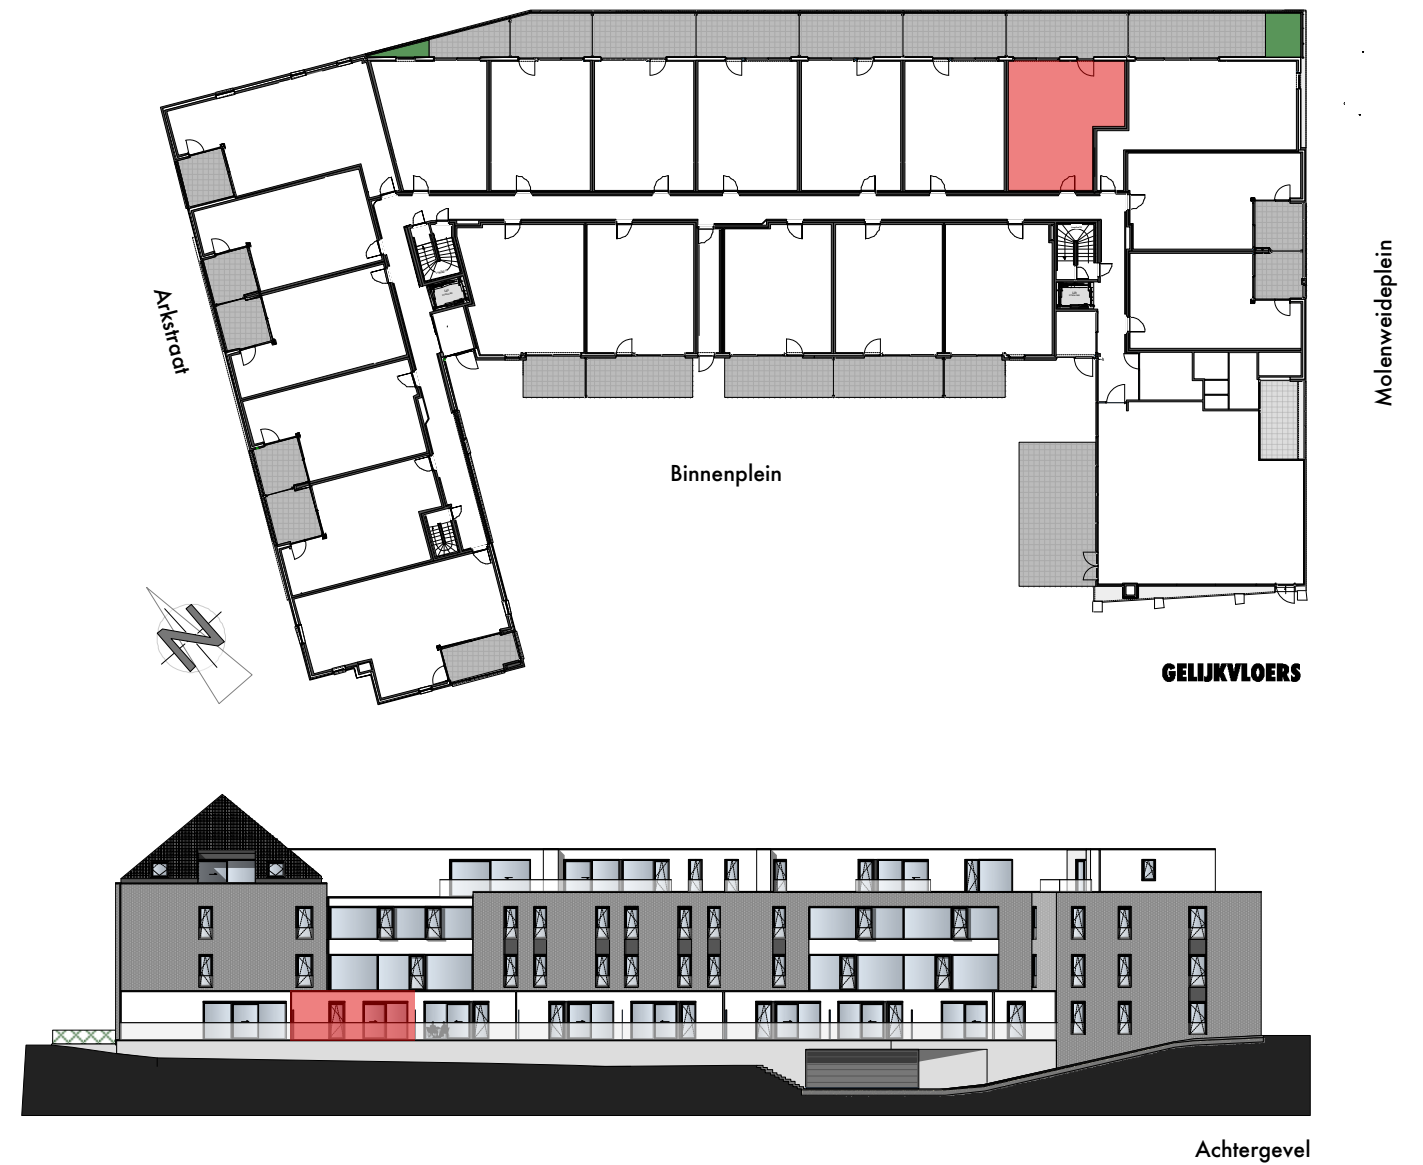 Arkstraat
Molenweideplein
Binnenplein
N
GELIJKVLOERS
Achtergevel